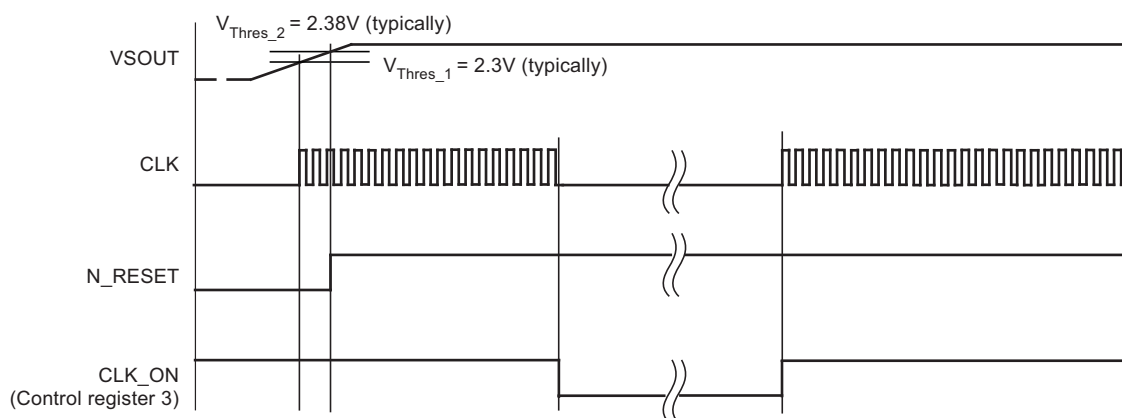 V_Thres_2 = 2.38V (typically)
VSOUT
V_Thres_1 = 2.3V (typically)
CLK
N_RESET
CLK_ON
(Control register 3)